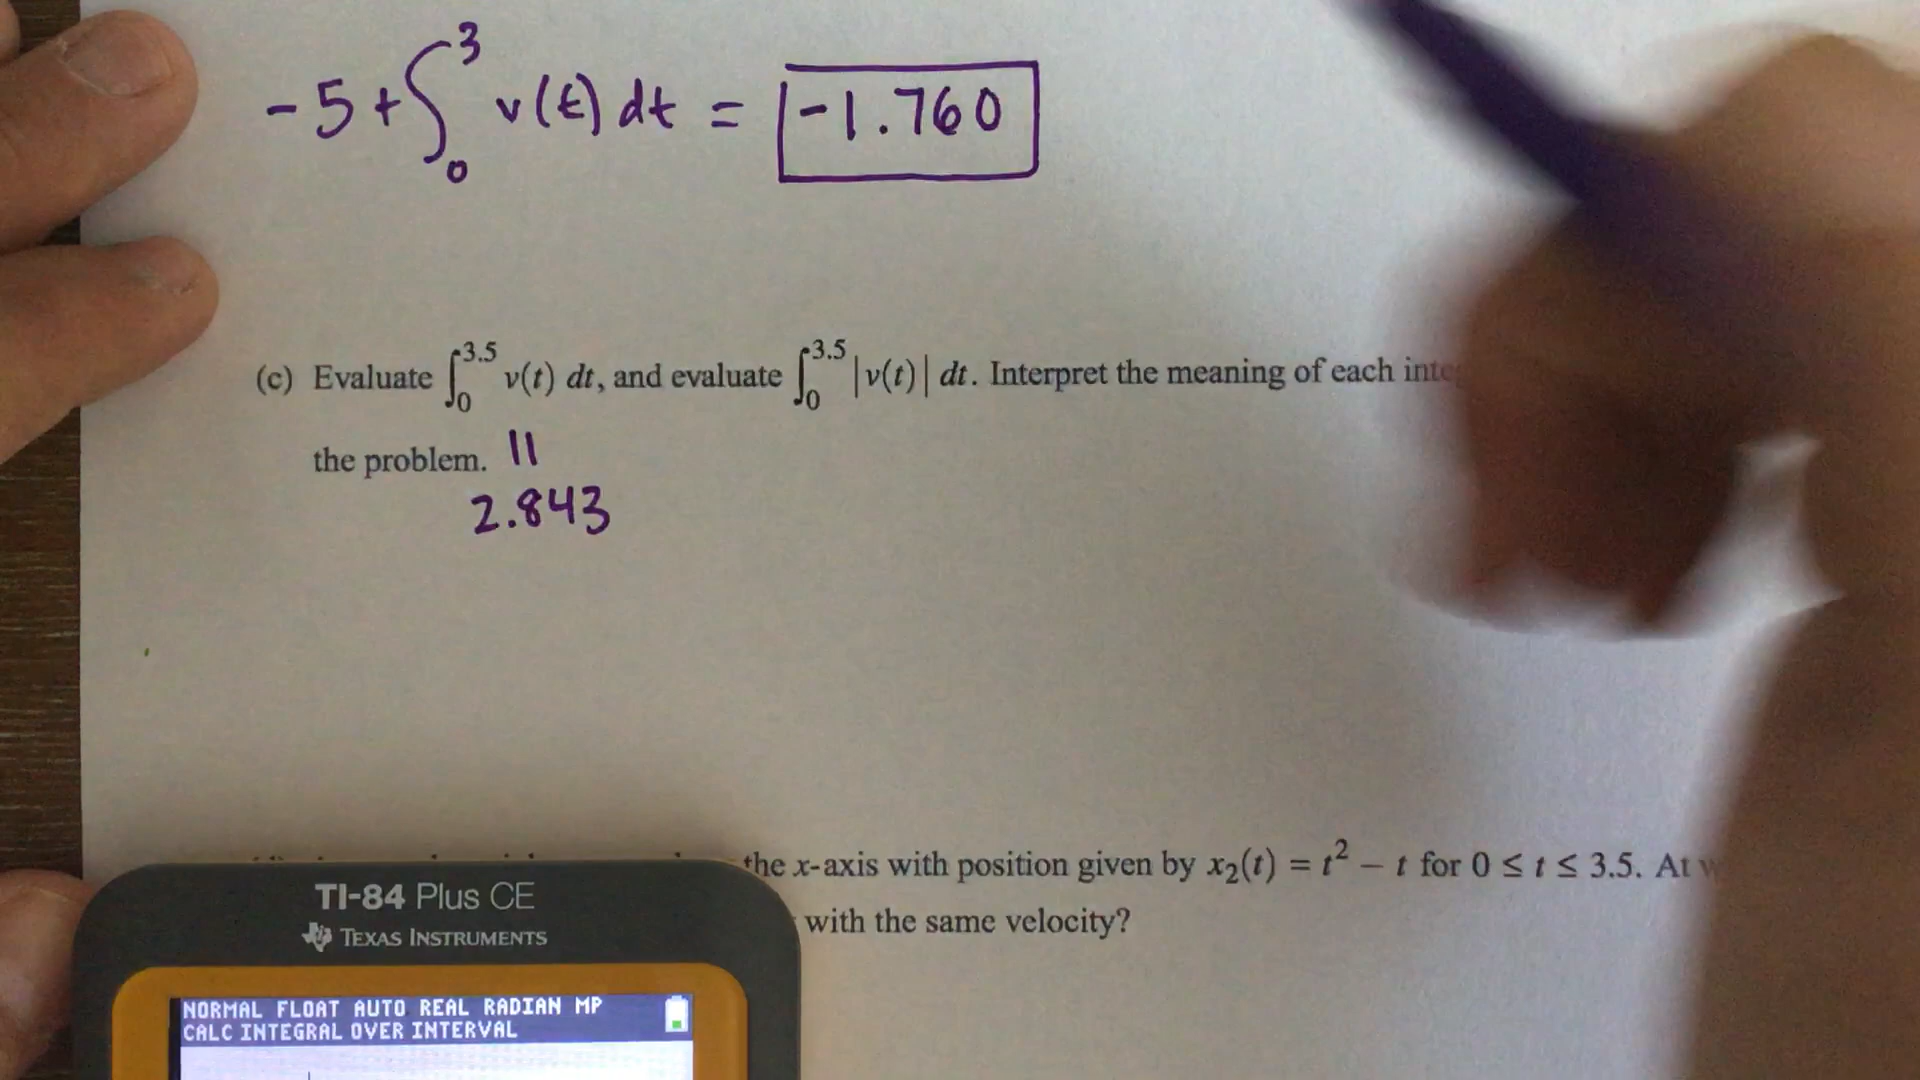 -5+∫₀³ v(t) dt = -1.760
(c) Evaluate ∫₀^3.5 v(t) dt, and evaluate ∫₀^3.5 |v(t)| dt. Interpret the meaning of each
the problem. ||
2.843
the x-axis with position given by x₂(t) = t² − t for 0 ≤ t ≤ 3.5. At
with the same velocity?
TI-84 Plus CE
TEXAS INSTRUMENTS
NORMAL FLOAT AUTO REAL RADIAN MP
CALC INTEGRAL OVER INTERVAL